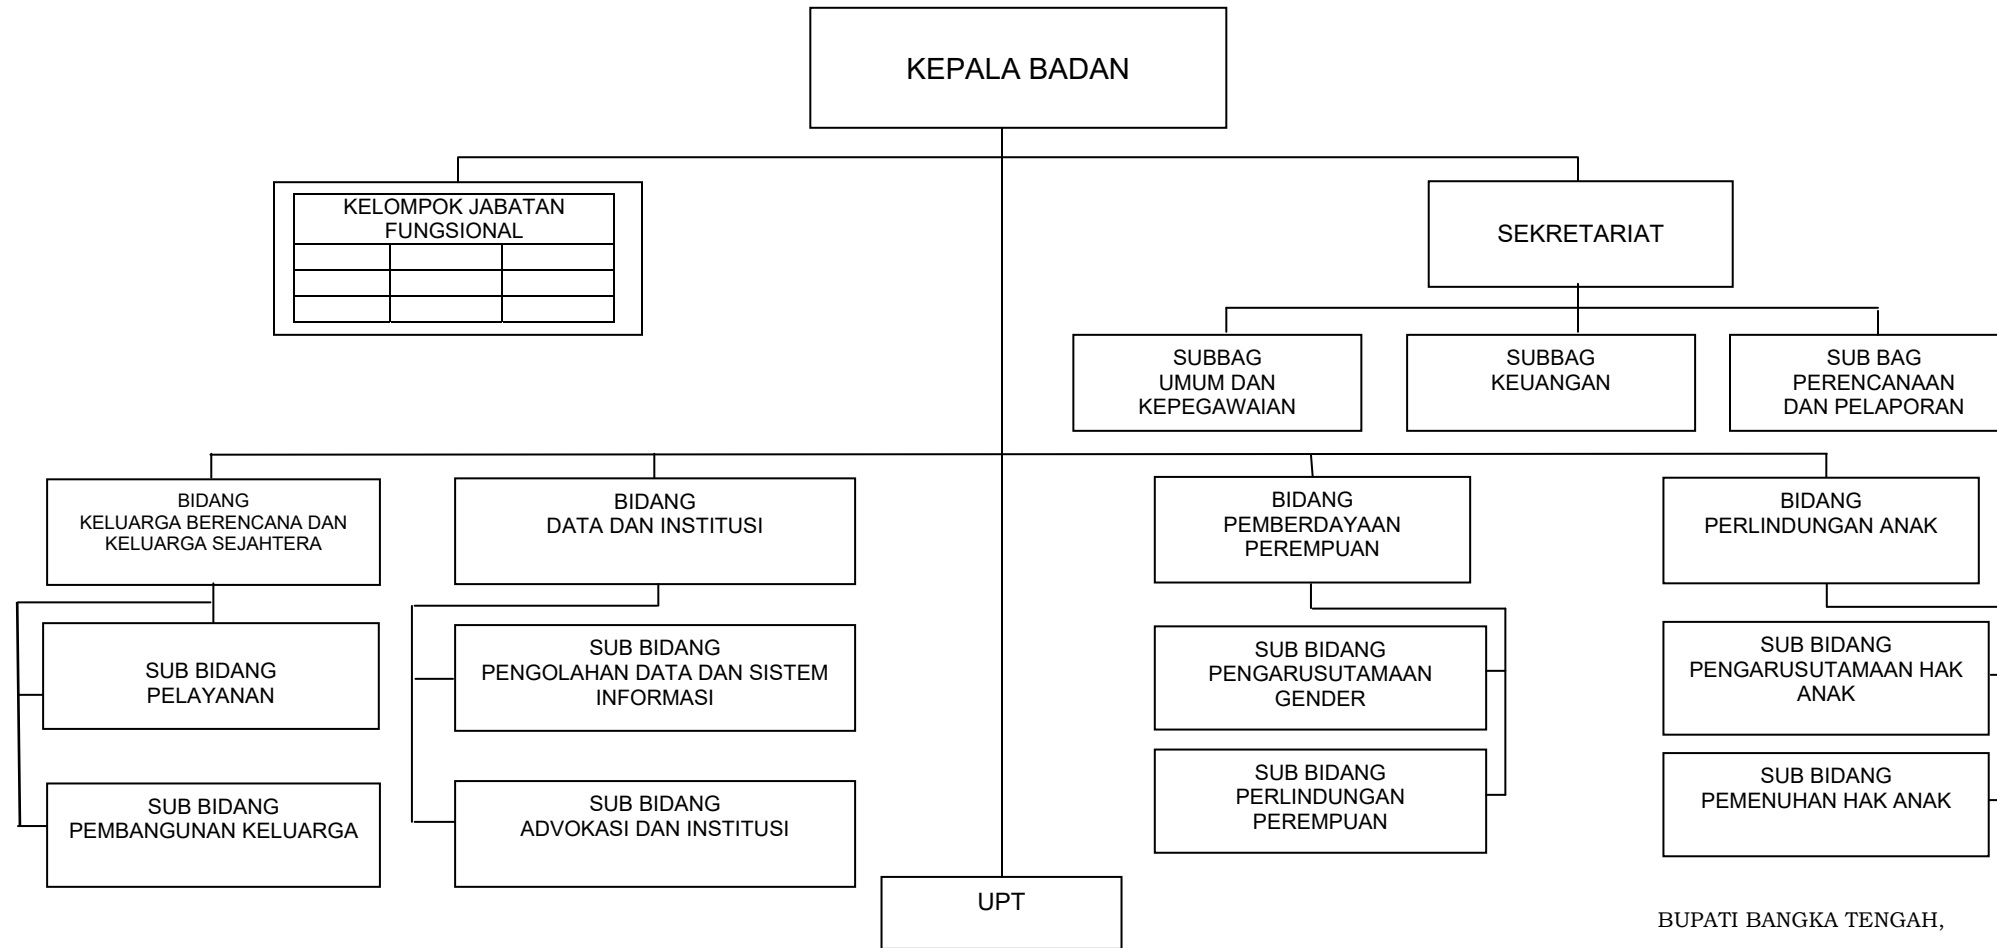 KEPALA BADAN
KELOMPOK JABATAN
FUNGSIONAL
SEKRETARIAT
SUBBAG
UMUM DAN
KEPEGAWAIAN
SUBBAG
KEUANGAN
SUB BAG
PERENCANAAN
DAN PELAPORAN
BIDANG
KELUARGA BERENCANA DAN
KELUARGA SEJAHTERA
BIDANG
DATA DAN INSTITUSI
BIDANG
PEMBERDAYAAN
PEREMPUAN
BIDANG
PERLINDUNGAN ANAK
SUB BIDANG
PELAYANAN
SUB BIDANG
PENGOLAHAN DATA DAN SISTEM
INFORMASI
SUB BIDANG
PENGARUSUTAMAAN
GENDER
SUB BIDANG
PENGARUSUTAMAAN HAK
ANAK
SUB BIDANG
PEMBANGUNAN KELUARGA
SUB BIDANG
ADVOKASI DAN INSTITUSI
SUB BIDANG
PERLINDUNGAN
PEREMPUAN
SUB BIDANG
PEMENUHAN HAK ANAK
UPT
BUPATI BANGKA TENGAH,